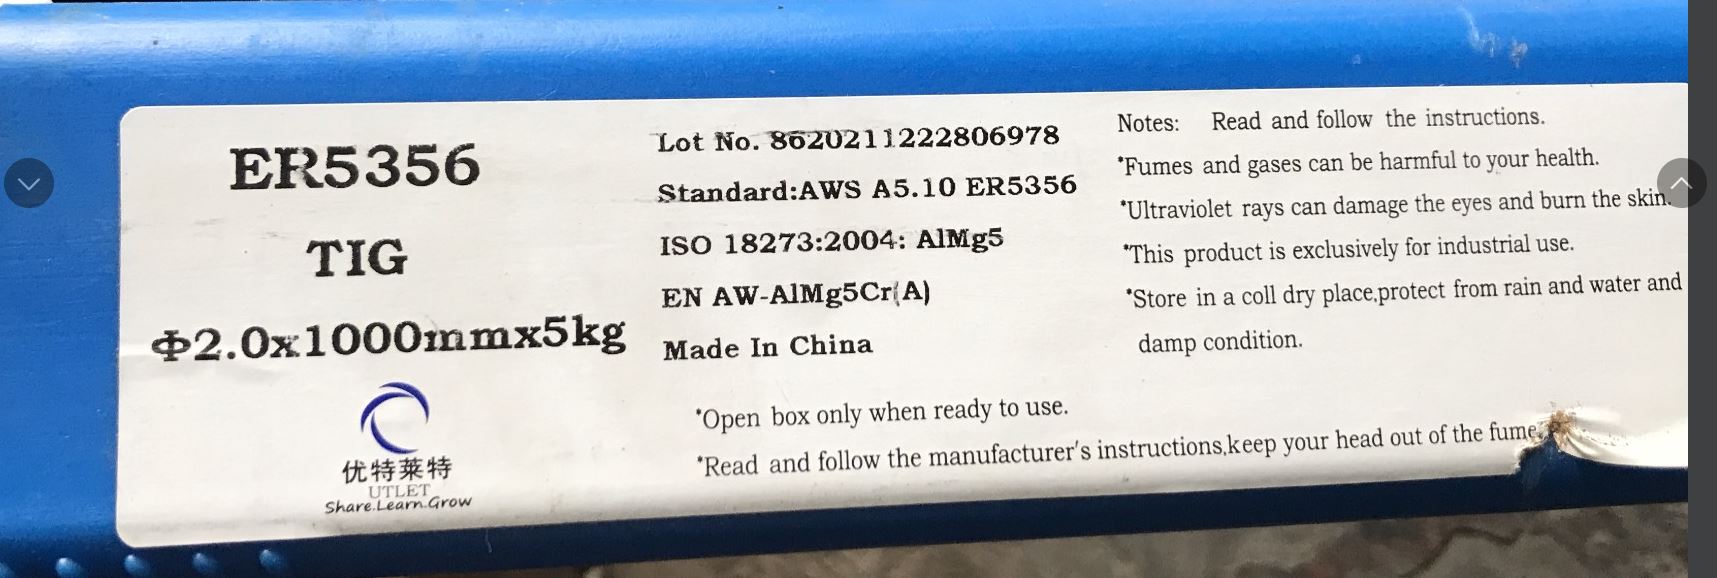 ER5356
TIG
Φ2.0x1000mmx5kg
优特莱特
UTLET
Share.Learn.Grow
Lot No. 8620211222806978
Standard:AWS A5.10 ER5356
ISO 18273:2004: AlMg5
EN AW-AlMg5Cr(A)
Made In China
Notes: Read and follow the instructions.
*Fumes and gases can be harmful to your health.
*Ultraviolet rays can damage the eyes and burn the skin.
*This product is exclusively for industrial use.
*Store in a coll dry place,protect from rain and water and
damp condition.
*Open box only when ready to use.
*Read and follow the manufacturer's instructions,keep your head out of the fume